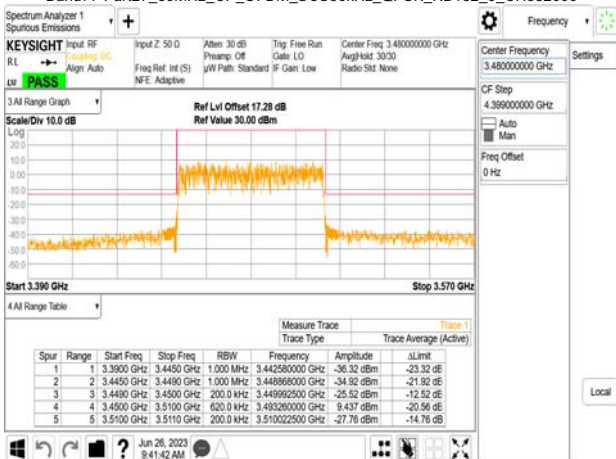 Spectrum Analyzer 1
Spurious Emissions
Frequency
KEYSIGHT Input: RF Input Z: 50 Ω Atten: 30 dB Trig: Free Run Center Freq: 3.480000000 GHz
RL Coupling: DC Preamp: Off Gate: LO Avg|Hold: 30/30
Align: Auto Freq Ref: Int (S) µW Path: Standard IF Gain: Low Radio Std: None
NFE: Adaptive
PASS
Center Frequency
3.480000000 GHz
Settings
CF Step
4.399000000 GHz
Auto
Man
Freq Offset
0 Hz
3 All Range Graph
Ref Lvl Offset 17.28 dB
Scale/Div 10.0 dB Ref Value 30.00 dBm
Log
20.0
10.0
0.00
-10.0
-20.0
-30.0
-40.0
-50.0
-60.0
Start 3.390 GHz Stop 3.570 GHz
4 All Range Table
Measure Trace Trace 1
Trace Type Trace Average (Active)
Spur Range Start Freq Stop Freq RBW Frequency Amplitude ΔLimit
1 1 3.3900 GHz 3.4450 GHz 1.000 MHz 3.442580000 GHz -36.32 dBm -23.32 dB
2 2 3.4450 GHz 3.4490 GHz 1.000 MHz 3.448868000 GHz -34.92 dBm -21.92 dB
3 3 3.4490 GHz 3.4500 GHz 200.0 kHz 3.449992500 GHz -25.52 dBm -12.52 dB
4 4 3.4500 GHz 3.5100 GHz 620.0 kHz 3.493260000 GHz 9.437 dBm -20.56 dB
5 5 3.5100 GHz 3.5110 GHz 200.0 kHz 3.510022500 GHz -27.76 dBm -14.76 dB
Local
Jun 26, 2023
9:41:42 AM